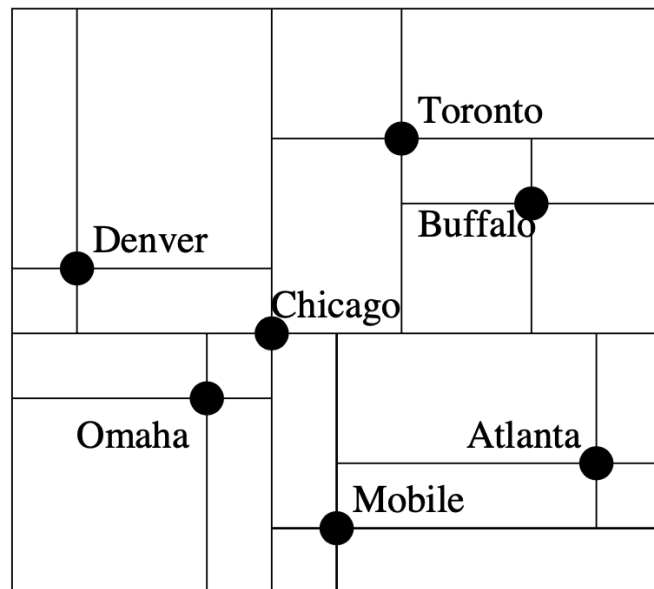 Toronto
Buffalo
Denver
Chicago
Omaha
Atlanta
Mobile